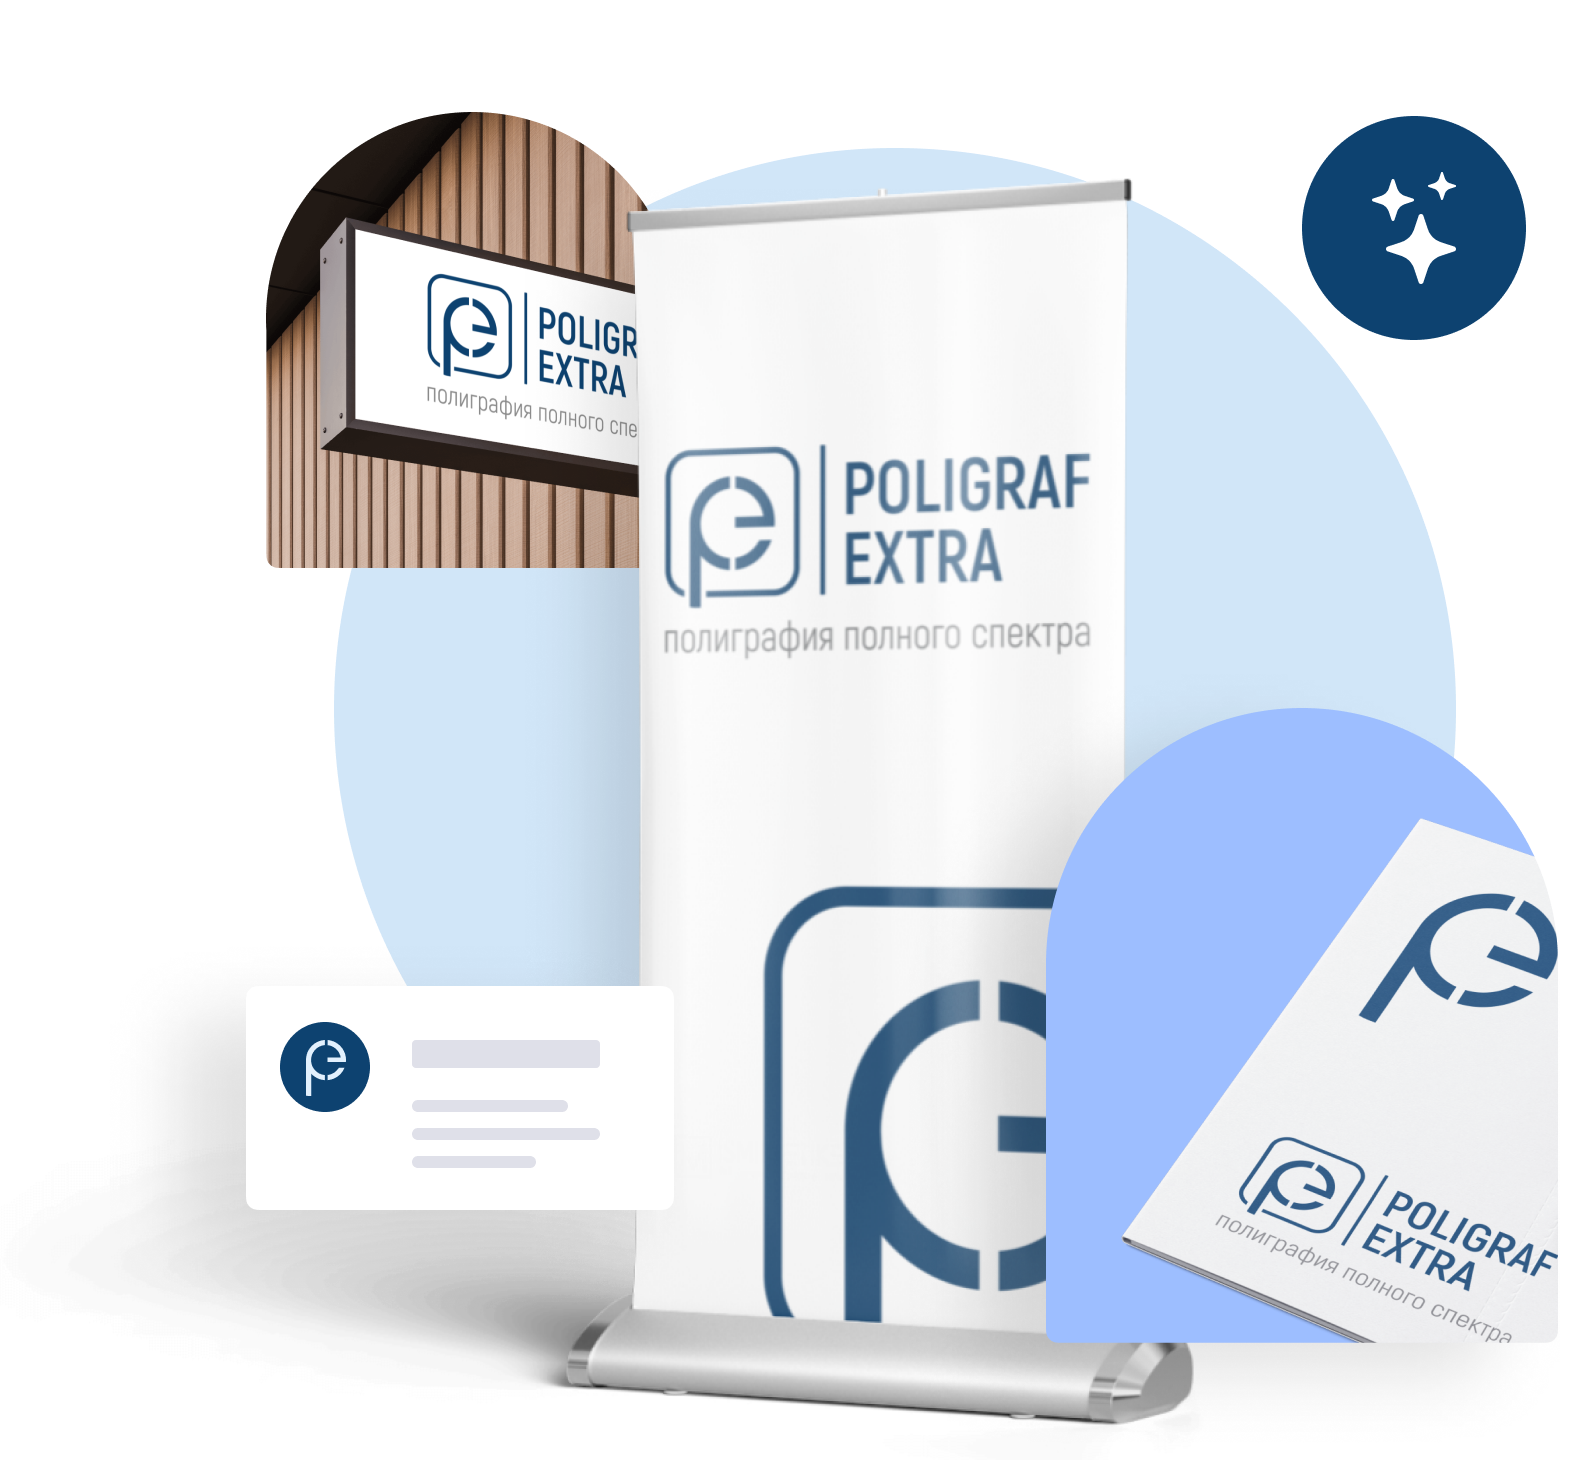 POLIGR
EXTRA
полиграфия полного спе
POLIGRAF
EXTRA
полиграфия полного спектра
POLIGRAF
EXTRA
полиграфия полного спектра